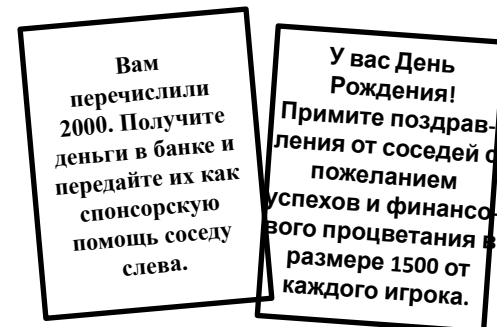 Вам
перечислили
2000. Получите
деньги в банке и
передайте их как
спонсорскую
помощь соседу
слева.
У вас День
Рождения!
Примите поздрав-
ления от соседей с
пожеланием
успехов и финансо-
вого процветания в
размере 1500 от
каждого игрока.